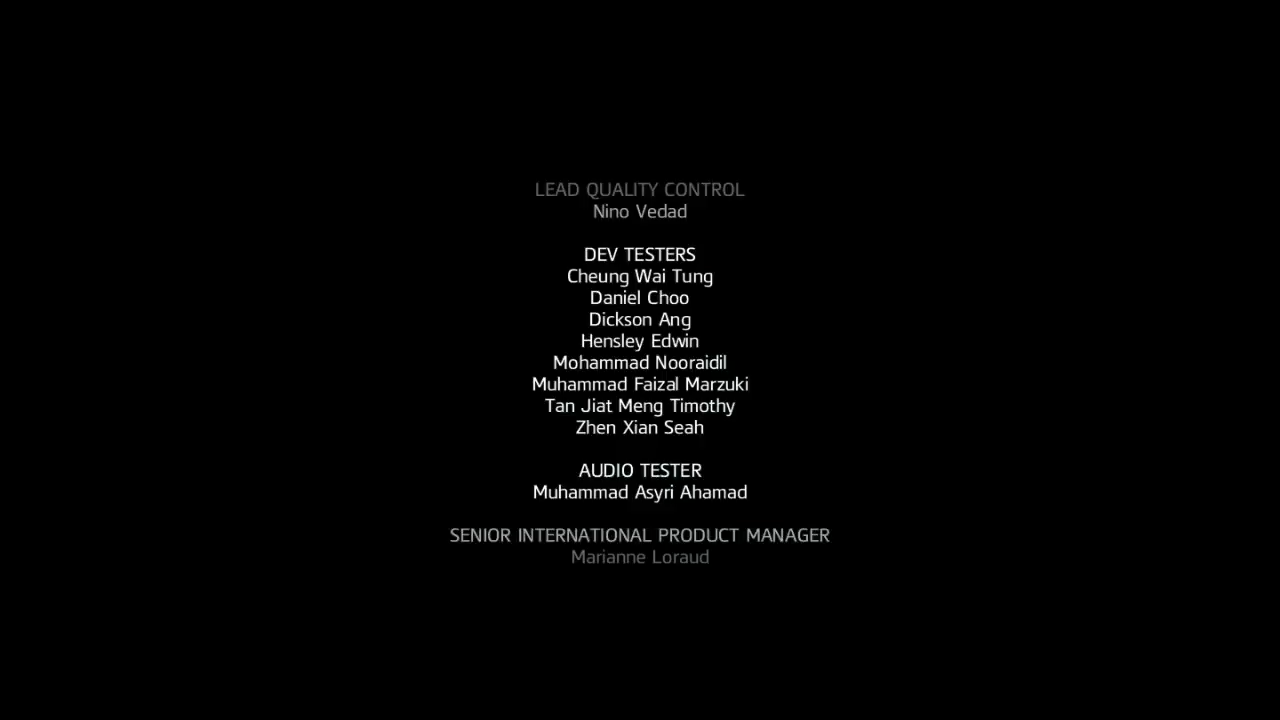 LEAD QUALITY CONTROL
Nino Vedad
DEV TESTERS
Cheung Wai Tung
Daniel Choo
Dickson Ang
Hensley Edwin
Mohammad Nooraidil
Muhammad Faizal Marzuki
Tan Jiat Meng Timothy
Zhen Xian Seah
AUDIO TESTER
Muhammad Asyri Ahamad
SENIOR INTERNATIONAL PRODUCT MANAGER
Marianne Loraud